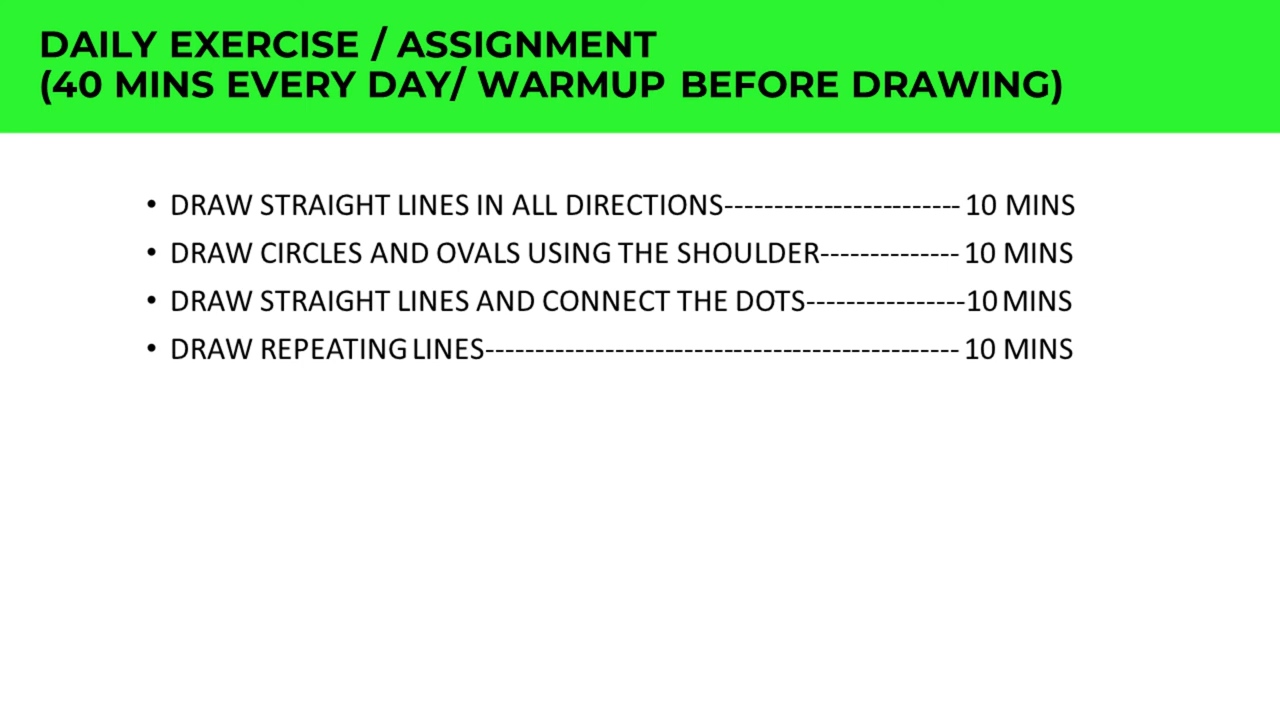 DAILY EXERCISE / ASSIGNMENT
(40 MINS EVERY DAY/ WARMUP BEFORE DRAWING)
• DRAW STRAIGHT LINES IN ALL DIRECTIONS------------------------ 10 MINS
• DRAW CIRCLES AND OVALS USING THE SHOULDER-------------- 10 MINS
• DRAW STRAIGHT LINES AND CONNECT THE DOTS----------------10 MINS
• DRAW REPEATING LINES------------------------------------------------ 10 MINS